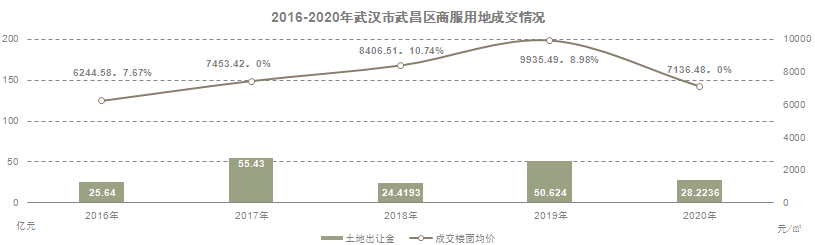 2016-2020年武汉市武昌区商服用地成交情况
200
150
100
50
0
亿元
10000
8000
6000
4000
2000
0
元/㎡
6244.58，7.67%
7453.42，0%
8406.51，10.74%
9935.49，8.98%
7136.48，0%
25.64
55.43
24.4193
50.624
28.2236
2016年
2017年
2018年
2019年
2020年
土地出让金
成交楼面均价